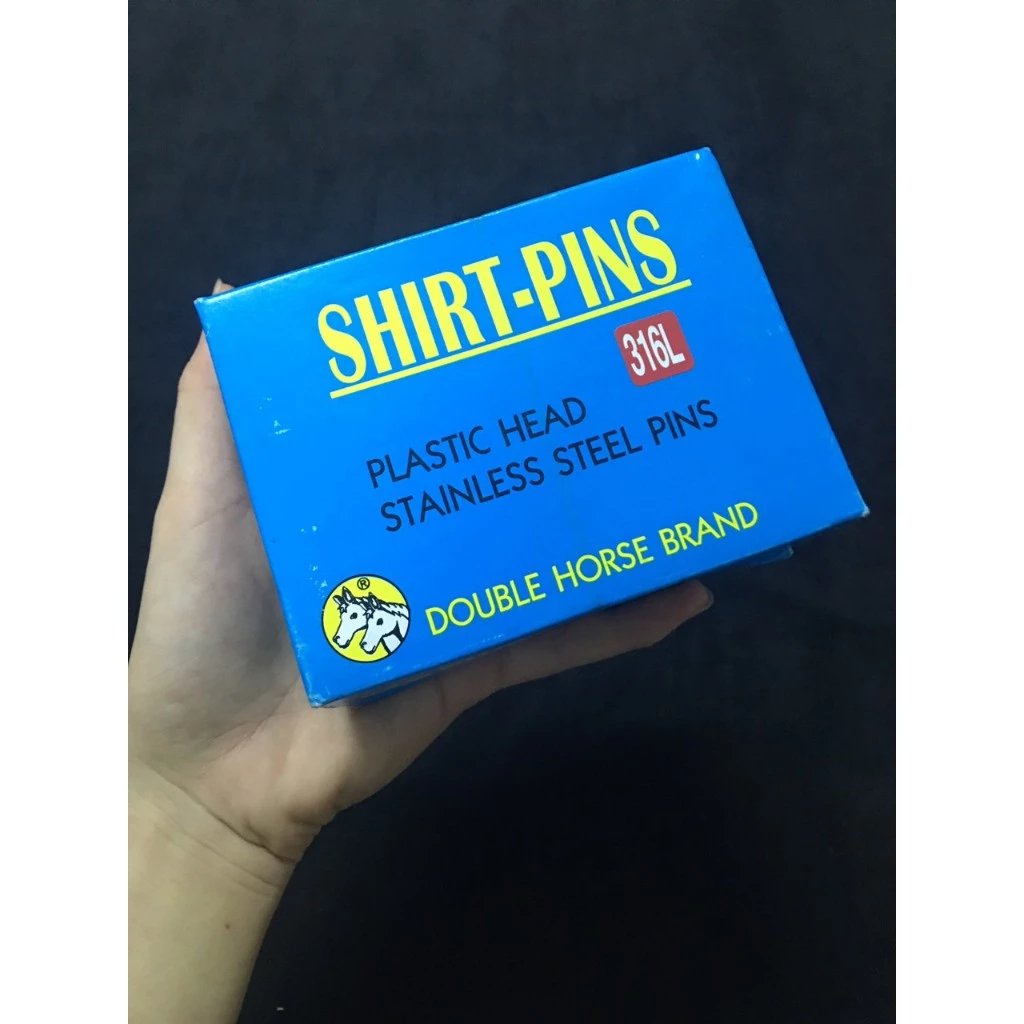 SHIRT-PINS
316L
PLASTIC HEAD
STAINLESS STEEL PINS
®
DOUBLE HORSE BRAND